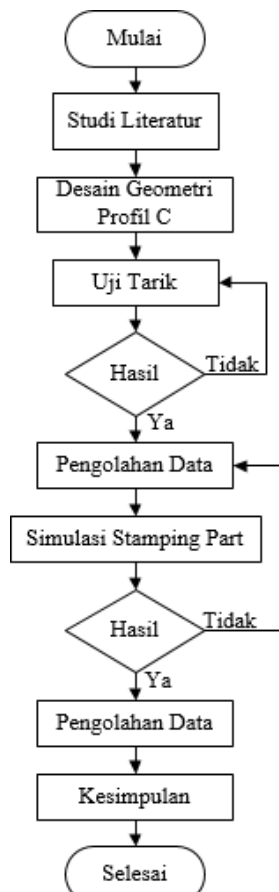 Mulai
Studi Literatur
Desain Geometri
Profil C
Uji Tarik
Hasil
Tidak
Ya
Pengolahan Data
Simulasi Stamping Part
Hasil
Tidak
Ya
Pengolahan Data
Kesimpulan
Selesai